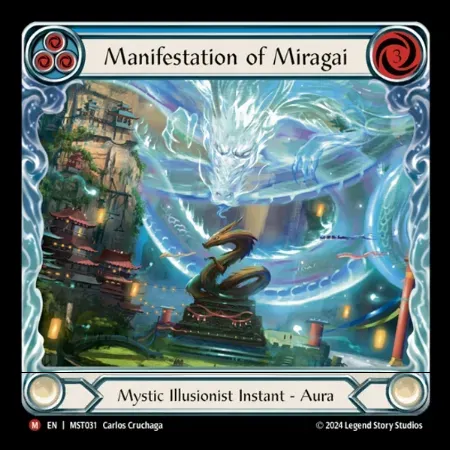 Manifestation of Miragai
3
Mystic Illusionist Instant - Aura
M EN | MST031 Carlos Cruchaga © 2024 Legend Story Studios